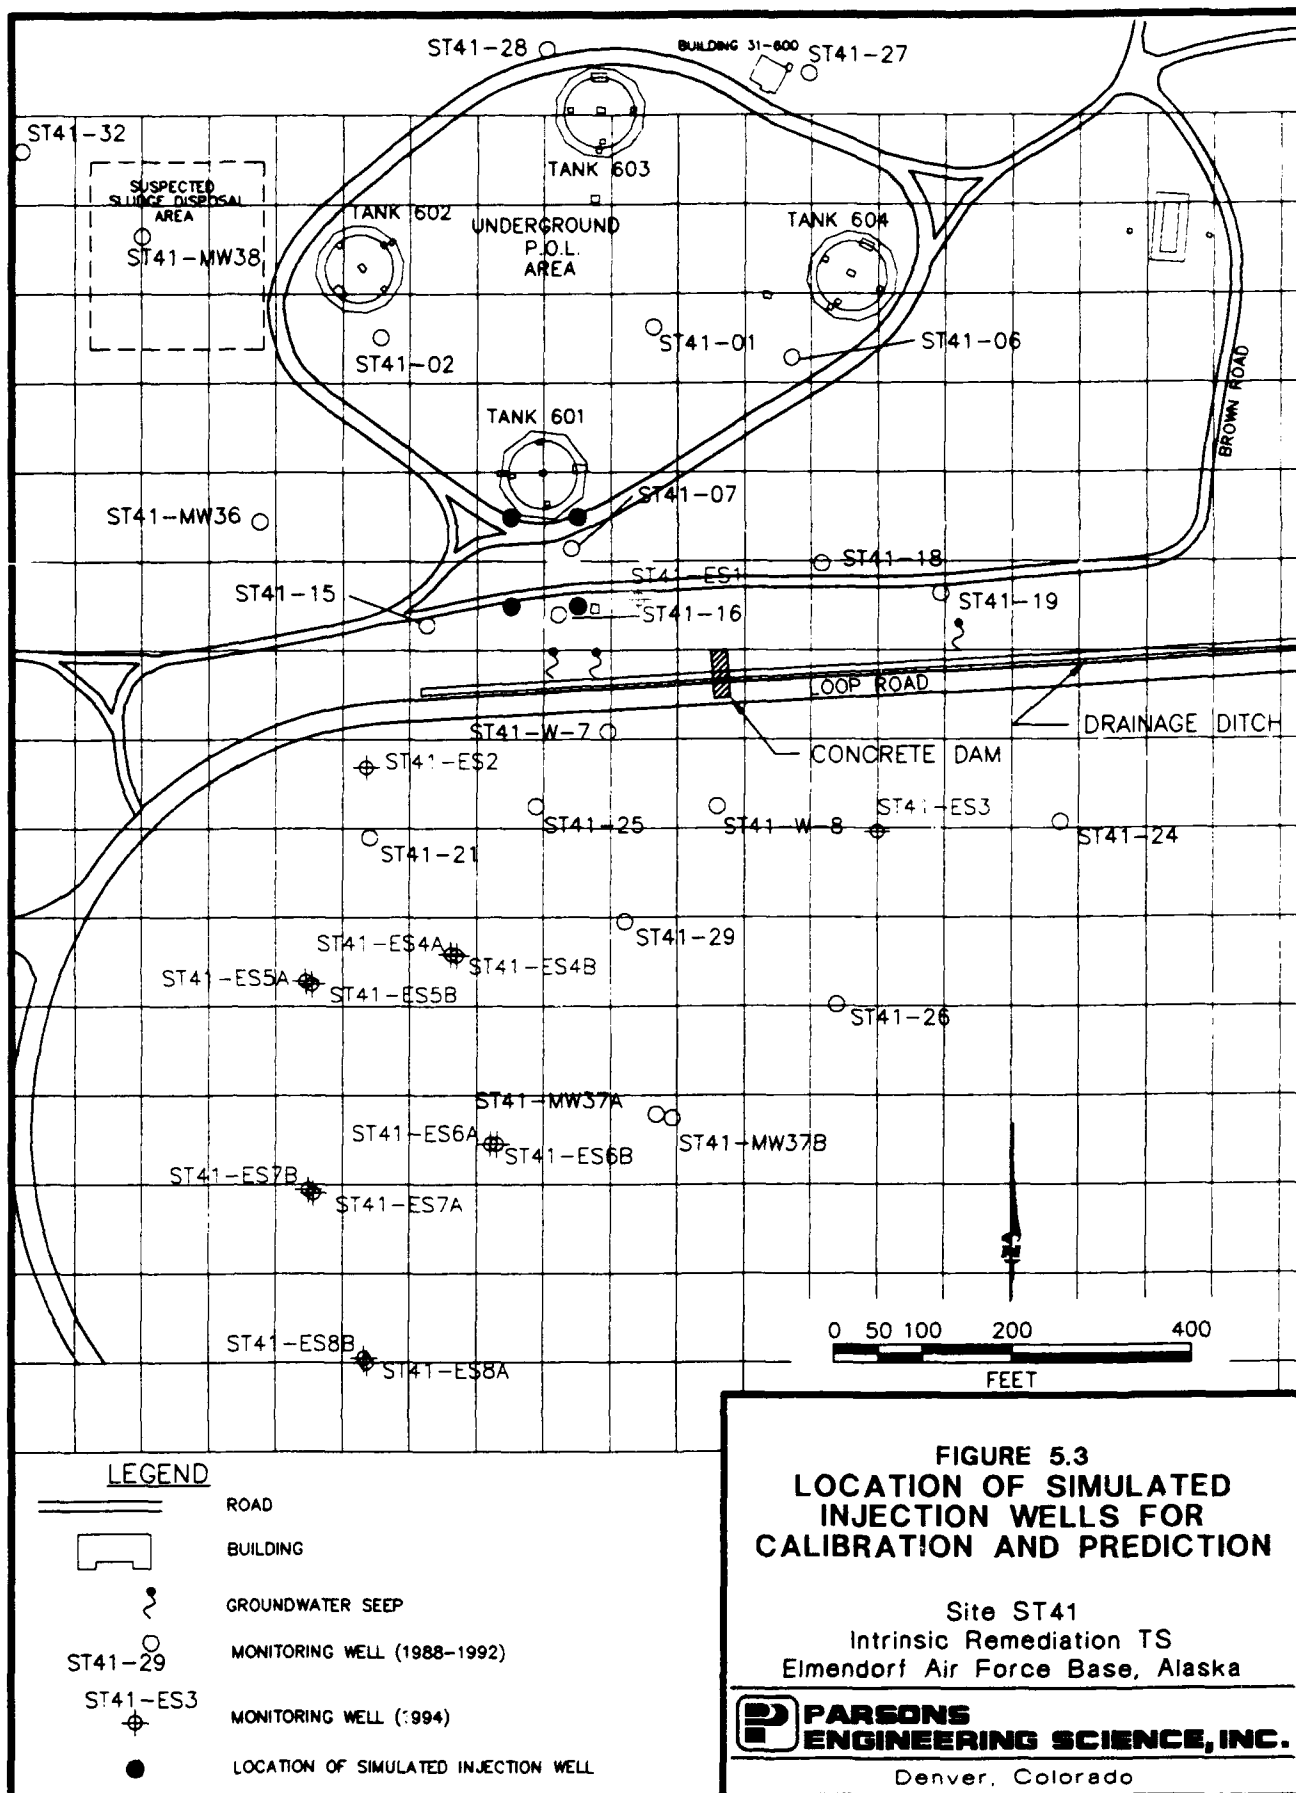 ST41-28
BUILDING 31-600
ST41-27
ST41-32
TANK 603
SUSPECTED
SLUDGE DISPOSAL
AREA
TANK 602
UNDERGROUND
P.O.L.
AREA
TANK 604
ST41-MW38
ST41-02
ST41-01
ST41-06
BROWN ROAD
TANK 601
ST41-07
ST41-MW36
ST41-18
ST41-ES1
ST41-15
ST41-16
ST41-19
LOOP ROAD
DRAINAGE DITCH
ST41-W-7
CONCRETE DAM
ST41-ES2
ST41-25
ST41-W-8
ST41-ES3
ST41-24
ST41-21
ST41-29
ST41-ES4A
ST41-ES4B
ST41-ES5A
ST41-ES5B
ST41-26
ST41-MW37A
ST41-MW37B
ST41-ES6A
ST41-ES6B
ST41-ES7B
ST41-ES7A
ST41-ES8B
ST41-ES8A
0 50 100 200 400
FEET
LEGEND
ROAD
BUILDING
GROUNDWATER SEEP
ST41-29
MONITORING WELL (1988-1992)
ST41-ES3
MONITORING WELL (1994)
LOCATION OF SIMULATED INJECTION WELL
FIGURE 5.3
LOCATION OF SIMULATED
INJECTION WELLS FOR
CALIBRATION AND PREDICTION
Site ST41
Intrinsic Remediation TS
Elmendorf Air Force Base, Alaska
PARSONS
ENGINEERING SCIENCE, INC.
Denver, Colorado